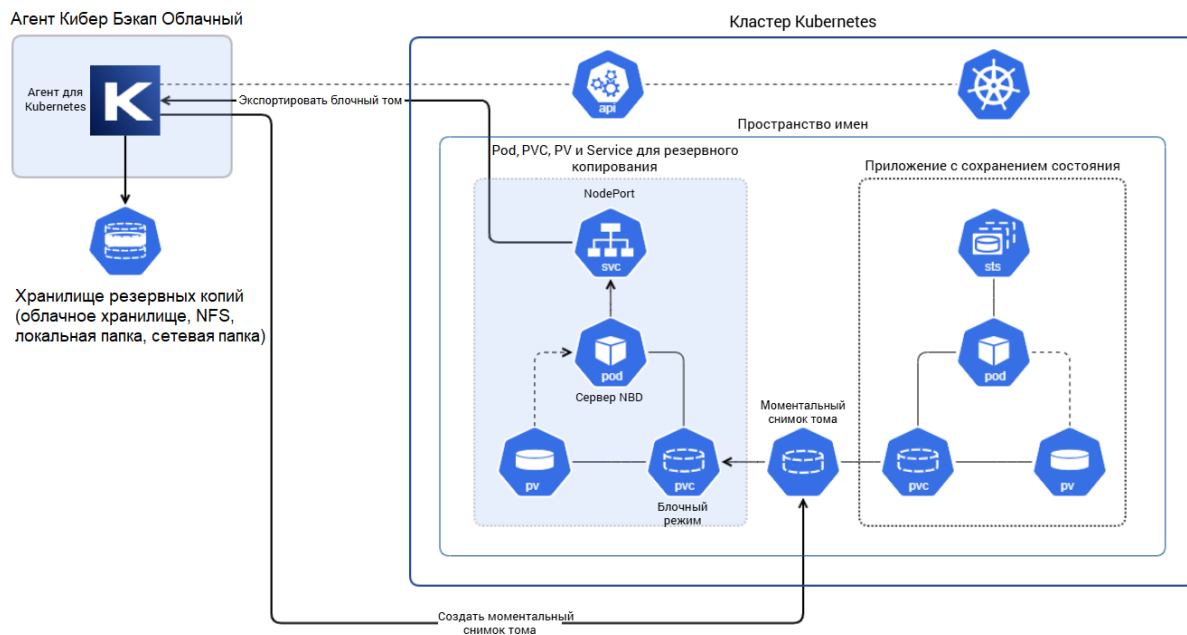 Агент Кибер Бэкап Облачный
Кластер Kubernetes
Агент для
Kubernetes
K
Экспортировать блочный том
api
Пространство имен
Pod, PVC, PV и Service для резервного
копирования
Приложение с сохранением состояния
NodePort
svc
sts
Хранилище резервных копий
(облачное хранилище, NFS,
локальная папка, сетевая папка)
pod
Сервер NBD
pod
Моментальный
снимок тома
pv
pvc
Блочный
режим
pvc
pv
Создать моментальный
снимок тома